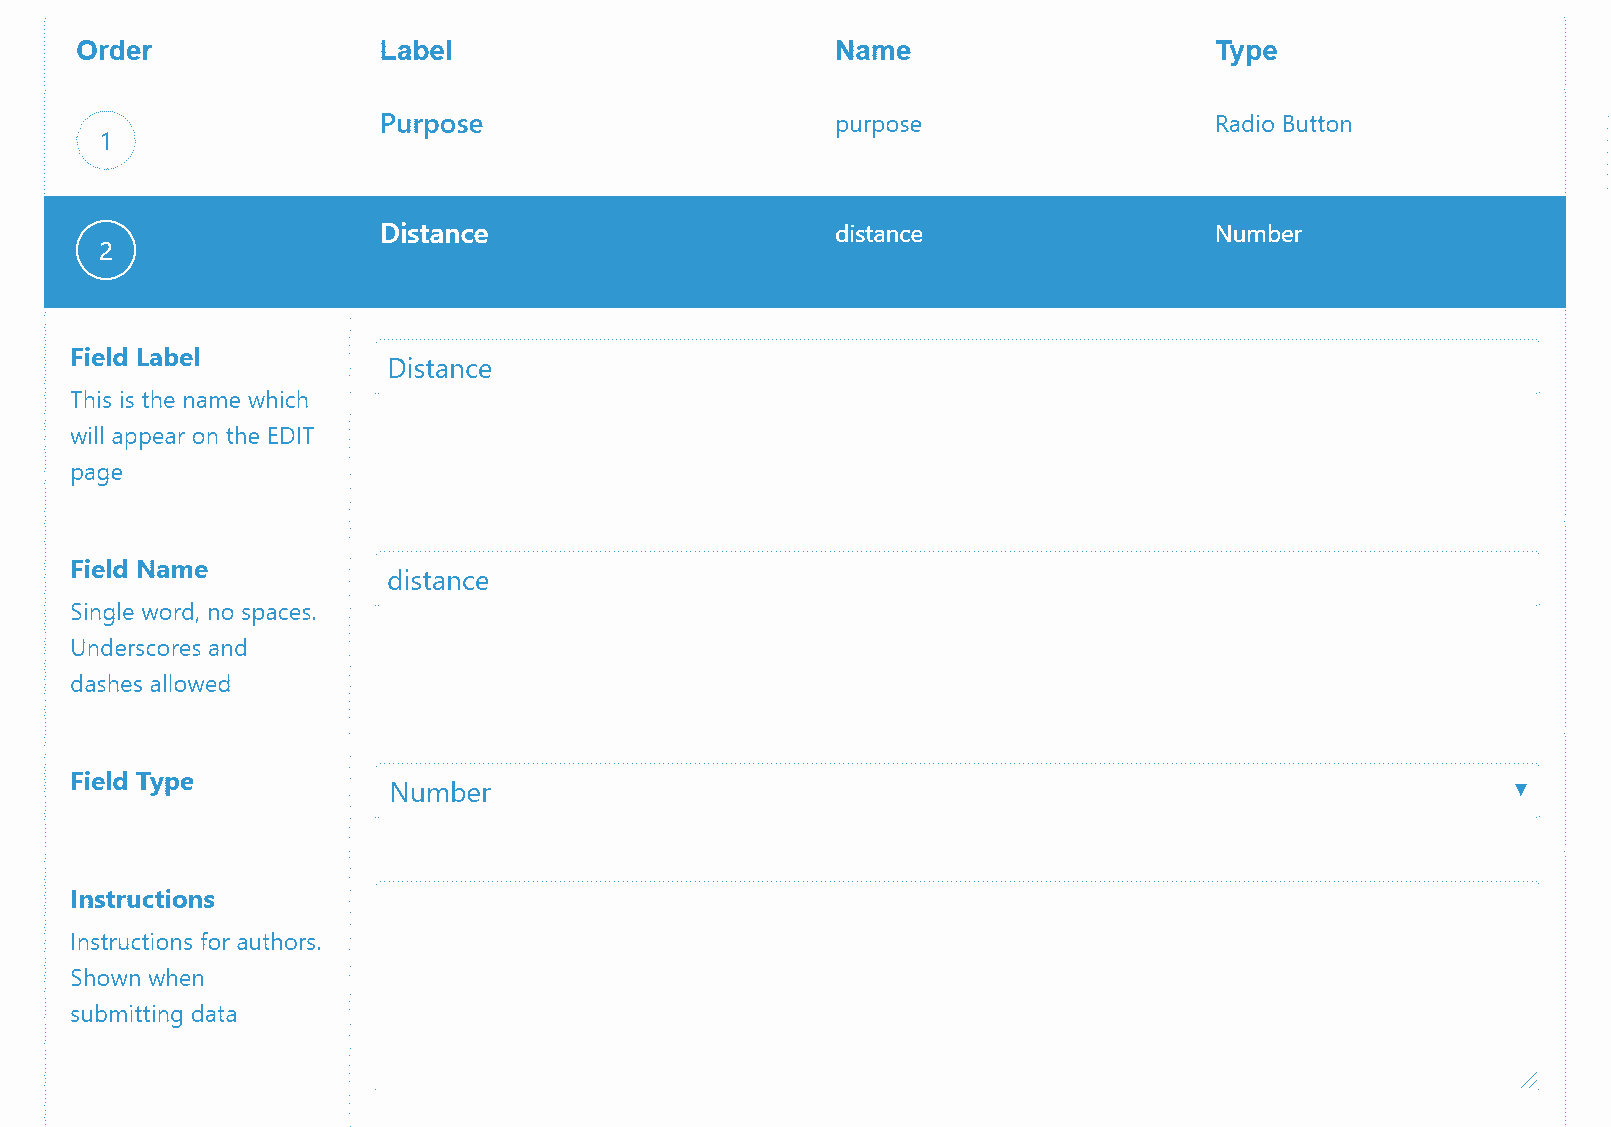 Order Label Name Type
1 Purpose purpose Radio Button
2 Distance distance Number
Field Label
This is the name which
will appear on the EDIT
page
Distance
Field Name
Single word, no spaces.
Underscores and
dashes allowed
distance
Field Type
Number
Instructions
Instructions for authors.
Shown when
submitting data